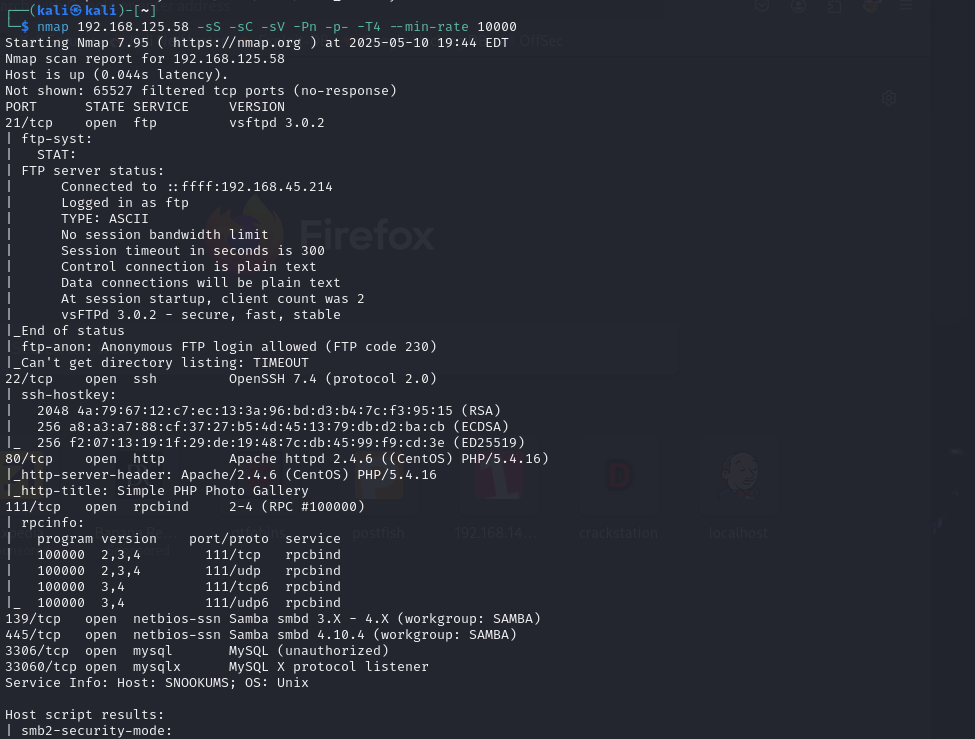 ┌──(kali㉿kali)-[~]
└─$ nmap 192.168.125.58 -sS -sC -sV -Pn -p- -T4 --min-rate 10000
Starting Nmap 7.95 ( https://nmap.org ) at 2025-05-10 19:44 EDT
Nmap scan report for 192.168.125.58
Host is up (0.044s latency).
Not shown: 65527 filtered tcp ports (no-response)
PORT      STATE SERVICE     VERSION
21/tcp    open  ftp         vsftpd 3.0.2
| ftp-syst:
|   STAT:
| FTP server status:
|      Connected to ::ffff:192.168.45.214
|      Logged in as ftp
|      TYPE: ASCII
|      No session bandwidth limit
|      Session timeout in seconds is 300
|      Control connection is plain text
|      Data connections will be plain text
|      At session startup, client count was 2
|      vsFTPd 3.0.2 - secure, fast, stable
|_End of status
| ftp-anon: Anonymous FTP login allowed (FTP code 230)
|_Can't get directory listing: TIMEOUT
22/tcp    open  ssh         OpenSSH 7.4 (protocol 2.0)
| ssh-hostkey:
|   2048 4a:79:67:12:c7:ec:13:3a:96:bd:d3:b4:7c:f3:95:15 (RSA)
|   256 a8:a3:a7:88:cf:37:27:b5:4d:45:13:79:db:d2:ba:cb (ECDSA)
|_  256 f2:07:13:19:1f:29:de:19:48:7c:db:45:99:f9:cd:3e (ED25519)
80/tcp    open  http        Apache httpd 2.4.6 ((CentOS) PHP/5.4.16)
|_http-server-header: Apache/2.4.6 (CentOS) PHP/5.4.16
|_http-title: Simple PHP Photo Gallery
111/tcp   open  rpcbind     2-4 (RPC #100000)
| rpcinfo:
|   program version    port/proto  service
|   100000  2,3,4        111/tcp   rpcbind
|   100000  2,3,4        111/udp   rpcbind
|   100000  3,4          111/tcp6  rpcbind
|_  100000  3,4          111/udp6  rpcbind
139/tcp   open  netbios-ssn Samba smbd 3.X - 4.X (workgroup: SAMBA)
445/tcp   open  netbios-ssn Samba smbd 4.10.4 (workgroup: SAMBA)
3306/tcp  open  mysql       MySQL (unauthorized)
33060/tcp open  mysqlx      MySQL X protocol listener
Service Info: Host: SNOOKUMS; OS: Unix
Host script results:
| smb2-security-mode:
Firefox
OffSec
postfish
192.168.14…
crackstation
localhost